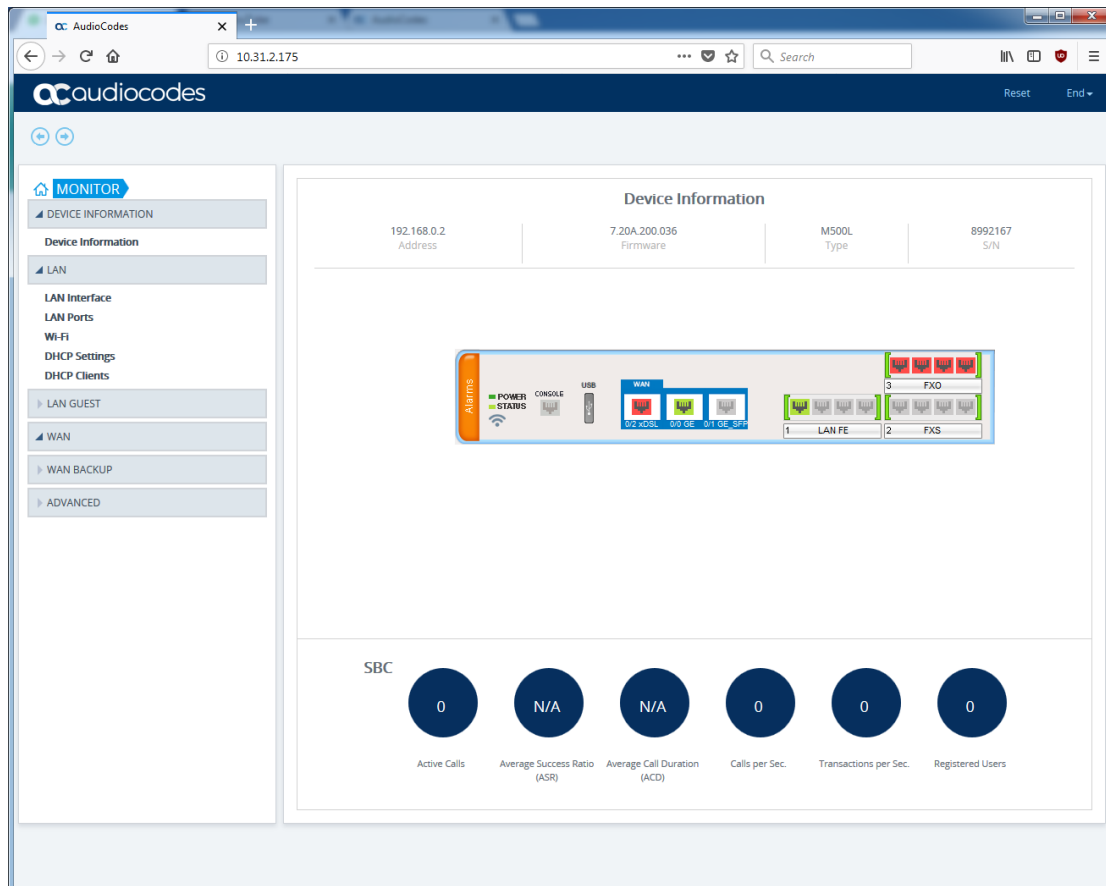 AudioCodes
10.31.2.175
Search
audiocodes
Reset
End
MONITOR
DEVICE INFORMATION
Device Information
LAN
LAN Interface
LAN Ports
Wi-Fi
DHCP Settings
DHCP Clients
LAN GUEST
WAN
WAN BACKUP
ADVANCED
Device Information
192.168.0.2 7.20A.200.036 M500L 8992167
Address Firmware Type S/N
Alarms
POWER
STATUS
CONSOLE
USB
WAN
0/2 xDSL 0/0 GE 0/1 GE_SFP
3 FXO
1 LAN FE
2 FXS
SBC
0 N/A N/A 0 0 0
Active Calls Average Success Ratio Average Call Duration Calls per Sec. Transactions per Sec. Registered Users
(ASR) (ACD)